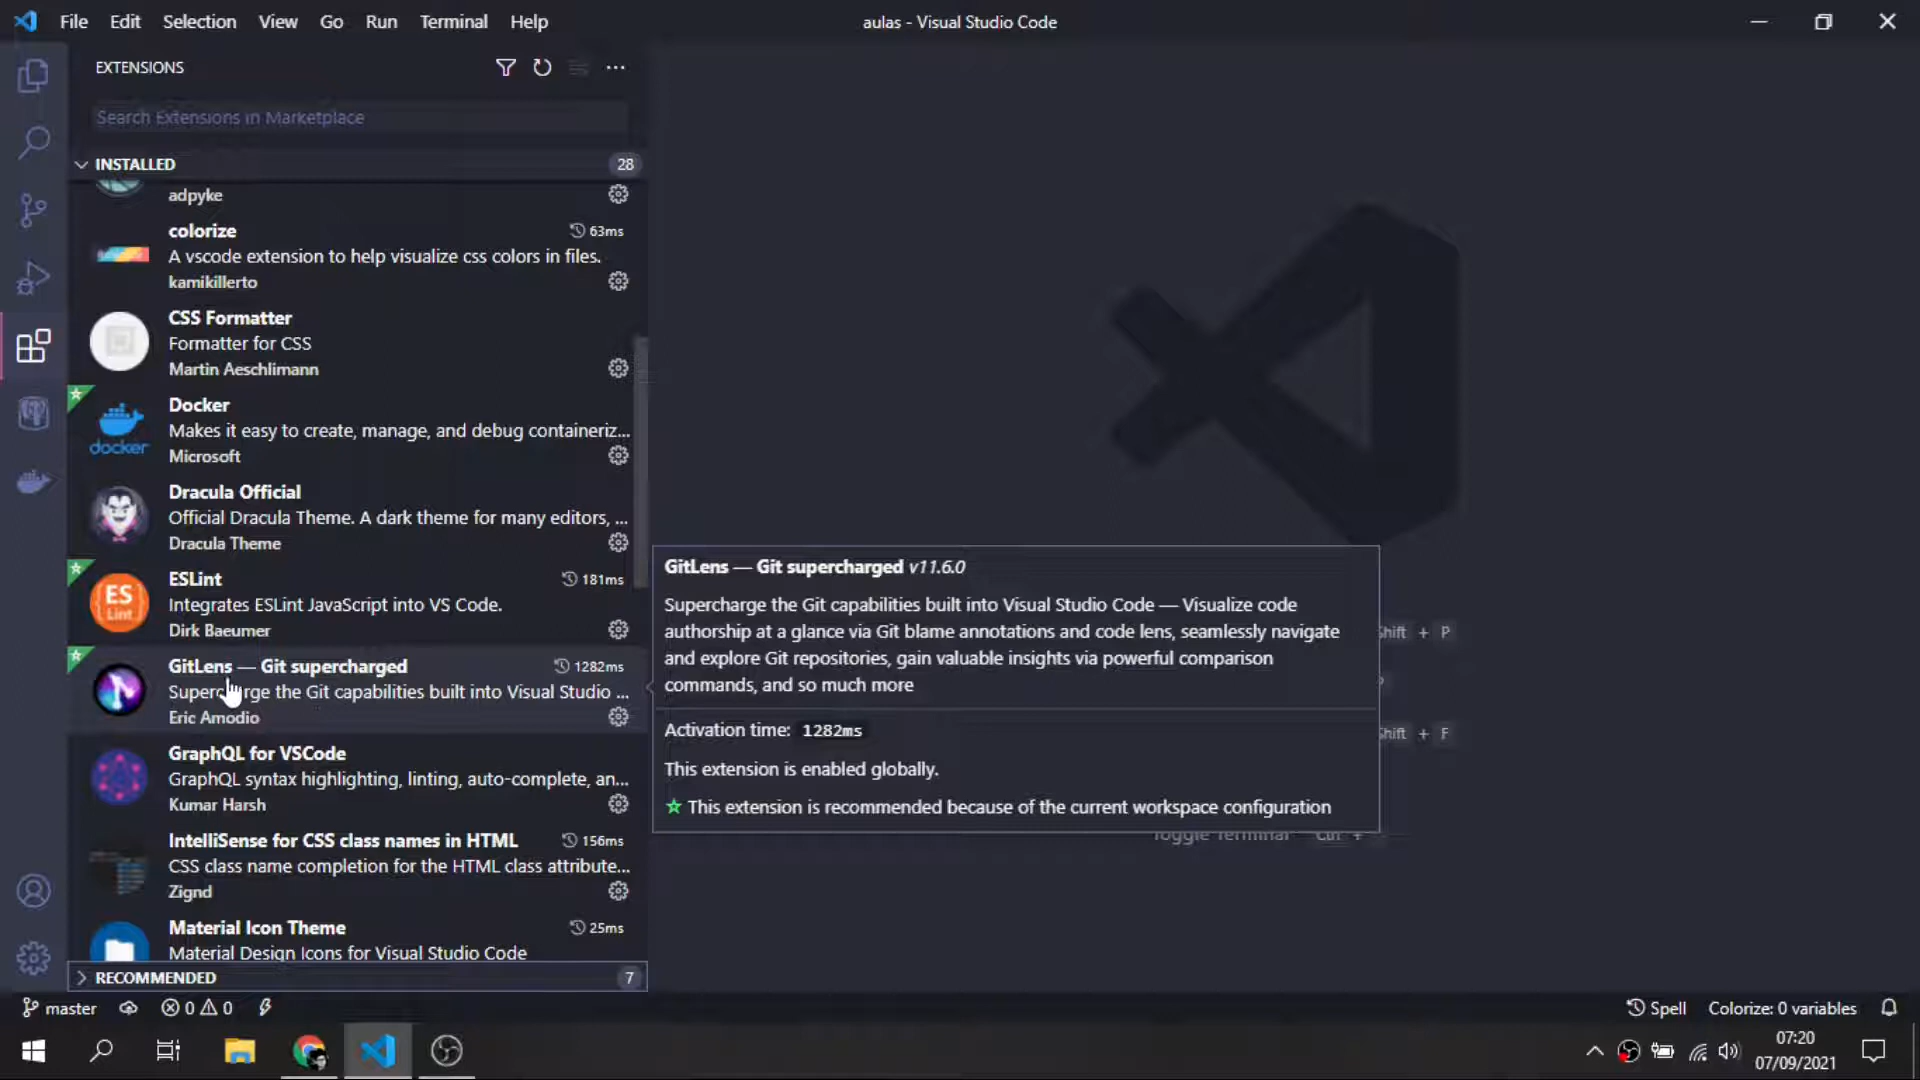 File Edit Selection View Go Run Terminal Help
aulas - Visual Studio Code
EXTENSIONS
Search Extensions in Marketplace
INSTALLED 28
adpyke
colorize 63ms
A vscode extension to help visualize css colors in files.
kamikillerto
CSS Formatter
Formatter for CSS
Martin Aeschlimann
Docker
Makes it easy to create, manage, and debug containeriz...
docker
Microsoft
Dracula Official
Official Dracula Theme. A dark theme for many editors, ...
Dracula Theme
ESLint 181ms
ES
Lint
Integrates ESLint JavaScript into VS Code.
Dirk Baeumer
GitLens — Git supercharged 1282ms
Supercharge the Git capabilities built into Visual Studio ...
Eric Amodio
GraphQL for VSCode
GraphQL syntax highlighting, linting, auto-complete, an...
Kumar Harsh
IntelliSense for CSS class names in HTML 156ms
CSS class name completion for the HTML class attribute...
Zignd
Material Icon Theme 25ms
Material Design Icons for Visual Studio Code
RECOMMENDED 7
GitLens — Git supercharged v11.6.0
Supercharge the Git capabilities built into Visual Studio Code — Visualize code
authorship at a glance via Git blame annotations and code lens, seamlessly navigate
and explore Git repositories, gain valuable insights via powerful comparison
commands, and so much more
Activation time: 1282ms
This extension is enabled globally.
☆ This extension is recommended because of the current workspace configuration
Shift + P
Shift + F
Toggle Terminal Ctrl +
master 0 0
Spell Colorize: 0 variables
07:20
07/09/2021